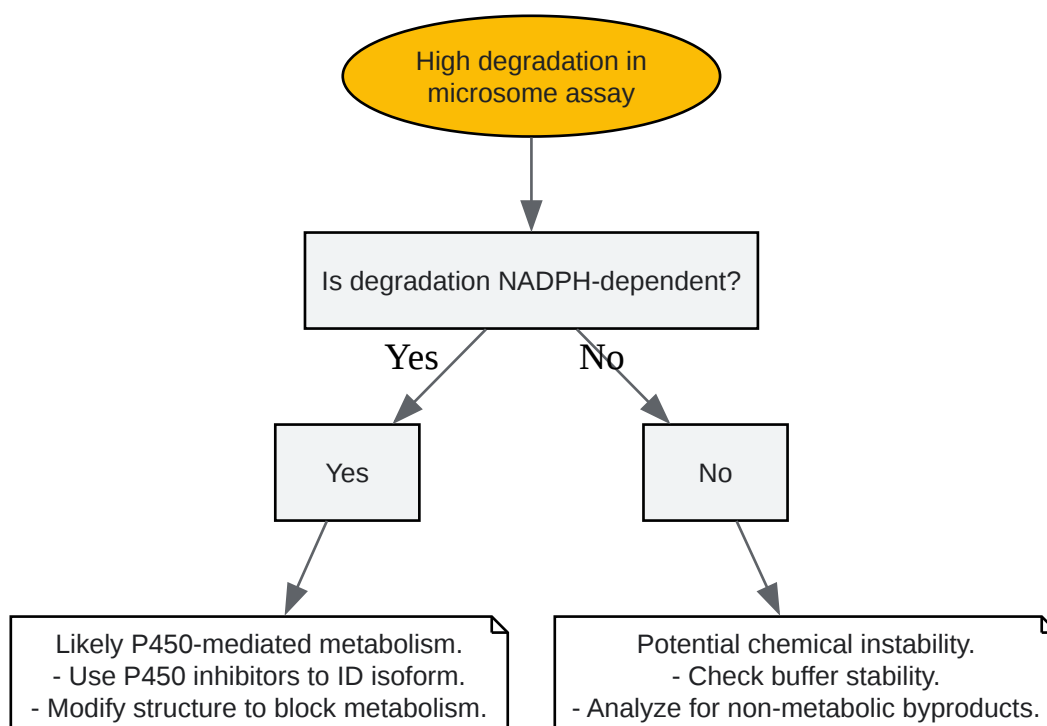 High degradation in
microsome assay
Is degradation NADPH-dependent?
Yes
No
Yes
No
Likely P450-mediated metabolism.
- Use P450 inhibitors to ID isoform.
- Modify structure to block metabolism.
Potential chemical instability.
- Check buffer stability.
- Analyze for non-metabolic byproducts.